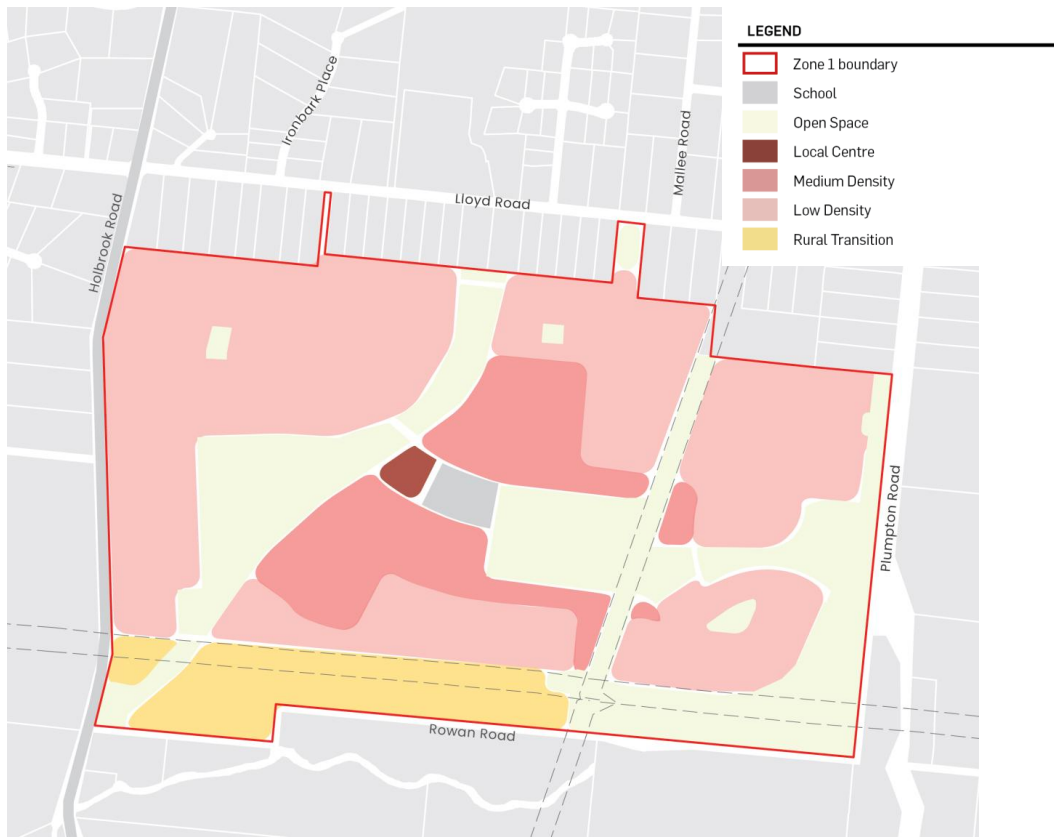 LEGEND
Zone 1 boundary
School
Open Space
Local Centre
Medium Density
Low Density
Rural Transition
Ironbark Place
Mallee Road
Lloyd Road
Holbrook Road
Plumpton Road
Rowan Road